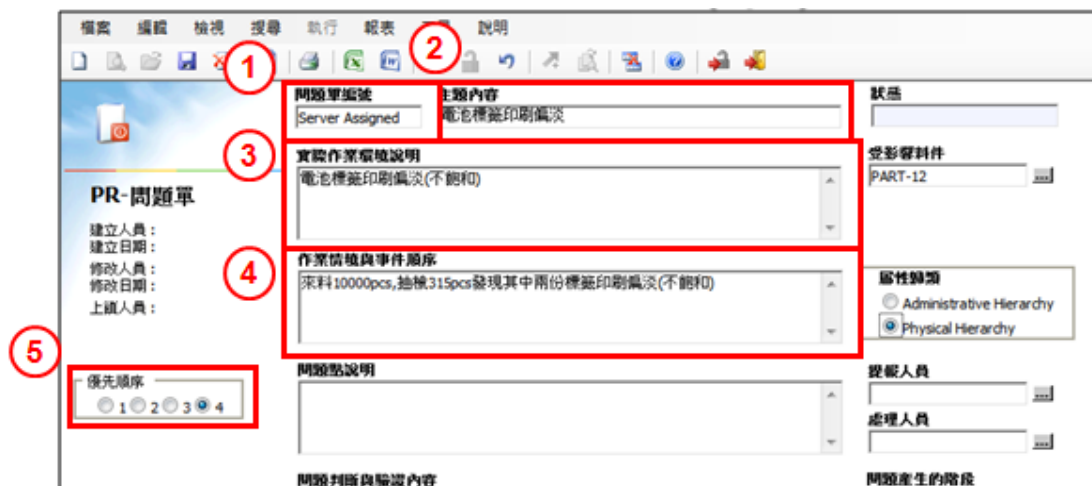 檔案 編輯 檢視 搜尋 執行 報表 說明
1 2
問題單編號 主題內容 狀態
Server Assigned 電池標籤印刷偏淡
3 實際作業環境說明 受影響料件
電池標籤印刷偏淡(不飽和) PART-12
PR-問題單
建立人員:
建立日期:
4 作業情境與事件順序
修改人員:
來料10000pcs,抽檢315pcs發現其中兩份標籤印刷偏淡(不飽和) 屬性歸類
修改日期:
Administrative Hierarchy
上鎖人員:
Physical Hierarchy
5
問題點說明 提報人員
優先順序
1 2 3 4
處理人員
問題判斷與驗證內容 問題產生的階段